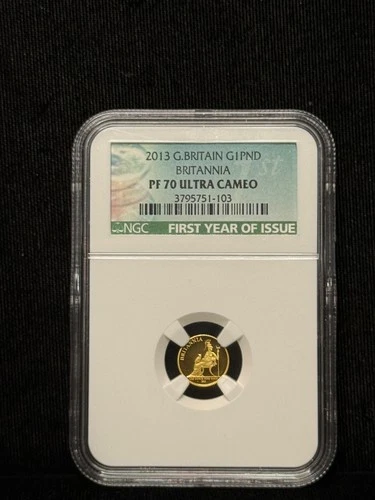 2013 G.BRITAIN G1PND
BRITANNIA
PF 70 ULTRA CAMEO
3795751-103
NGC FIRST YEAR OF ISSUE
BRITANNIA